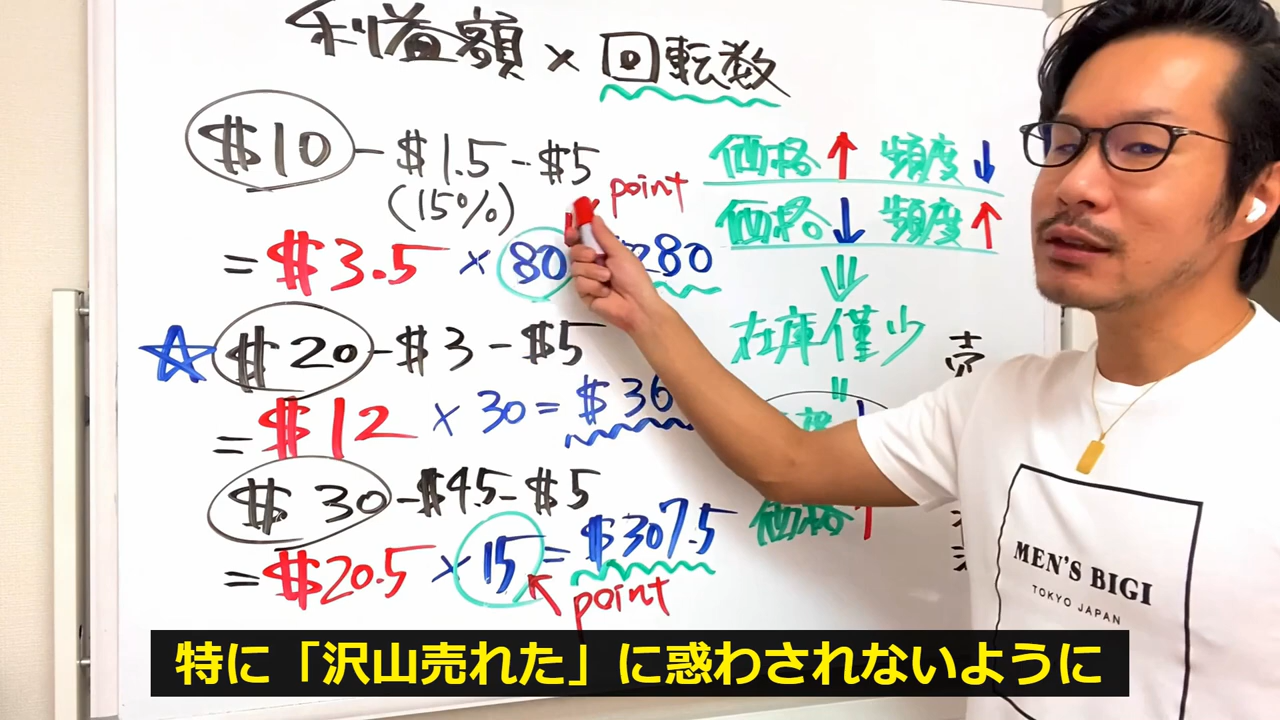 利益額 × 回転数
$10 - $1.5 - $5
(15%)
point
= $3.5 × 80 $280
$20 - $3 - $5
= $12 × 30 = $36
$30 - $4.5 - $5
= $20.5 × 15 = $307.5
point
価格↑ 頻度↓
価格↓ 頻度↑
⇓
在庫僅少
価格↑
売
MEN'S BIGI
TOKYO JAPAN
特に「沢山売れた」に惑わされないように